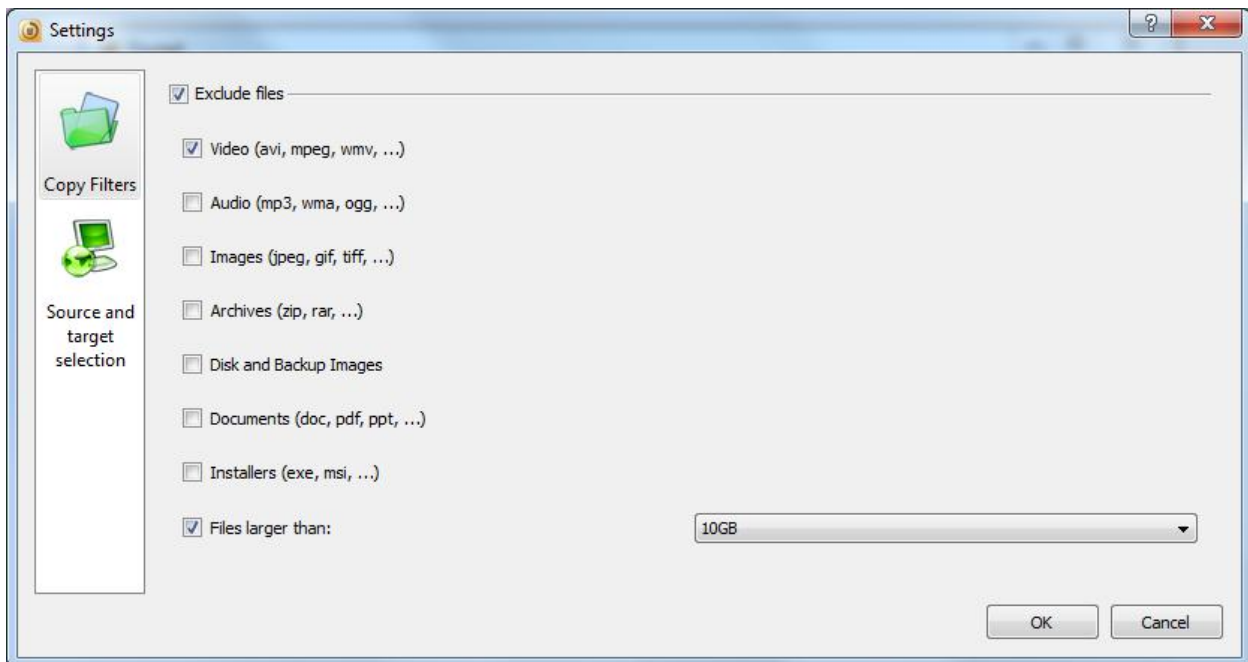 Settings
Copy Filters
Source and
target
selection
Exclude files
Video (avi, mpeg, wmv, ...)
Audio (mp3, wma, ogg, ...)
Images (jpeg, gif, tiff, ...)
Archives (zip, rar, ...)
Disk and Backup Images
Documents (doc, pdf, ppt, ...)
Installers (exe, msi, ...)
Files larger than: 10GB
OK Cancel